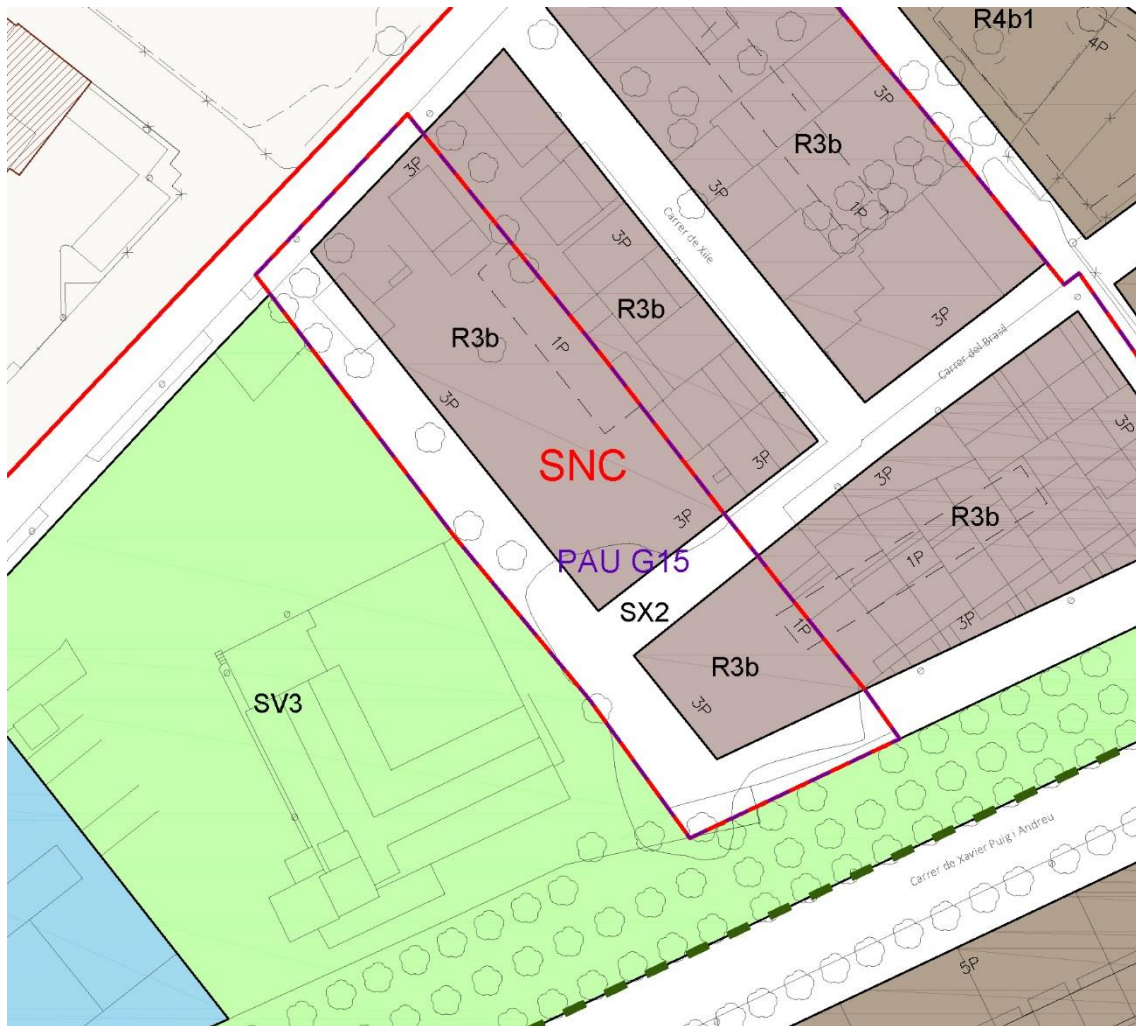 R4b1
4P
3P
R3b
3P
1P
3P
3P
Carrer de Xile
3P
R3b
3P
R3b
1P
Carrer del Brasil
3P
3P
SNC
3P
3P
3P
R3b
PAU G15
1P
SX2
1P
3P
R3b
3P
SV3
Carrer de Xavier Puig i Andreu
5P